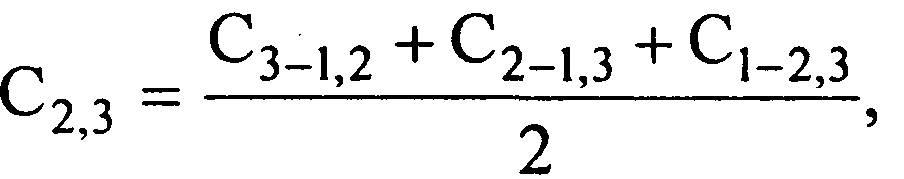 C₂,₃ = (C₃₋₁,₂ + C₂₋₁,₃ + C₁₋₂,₃) / 2,